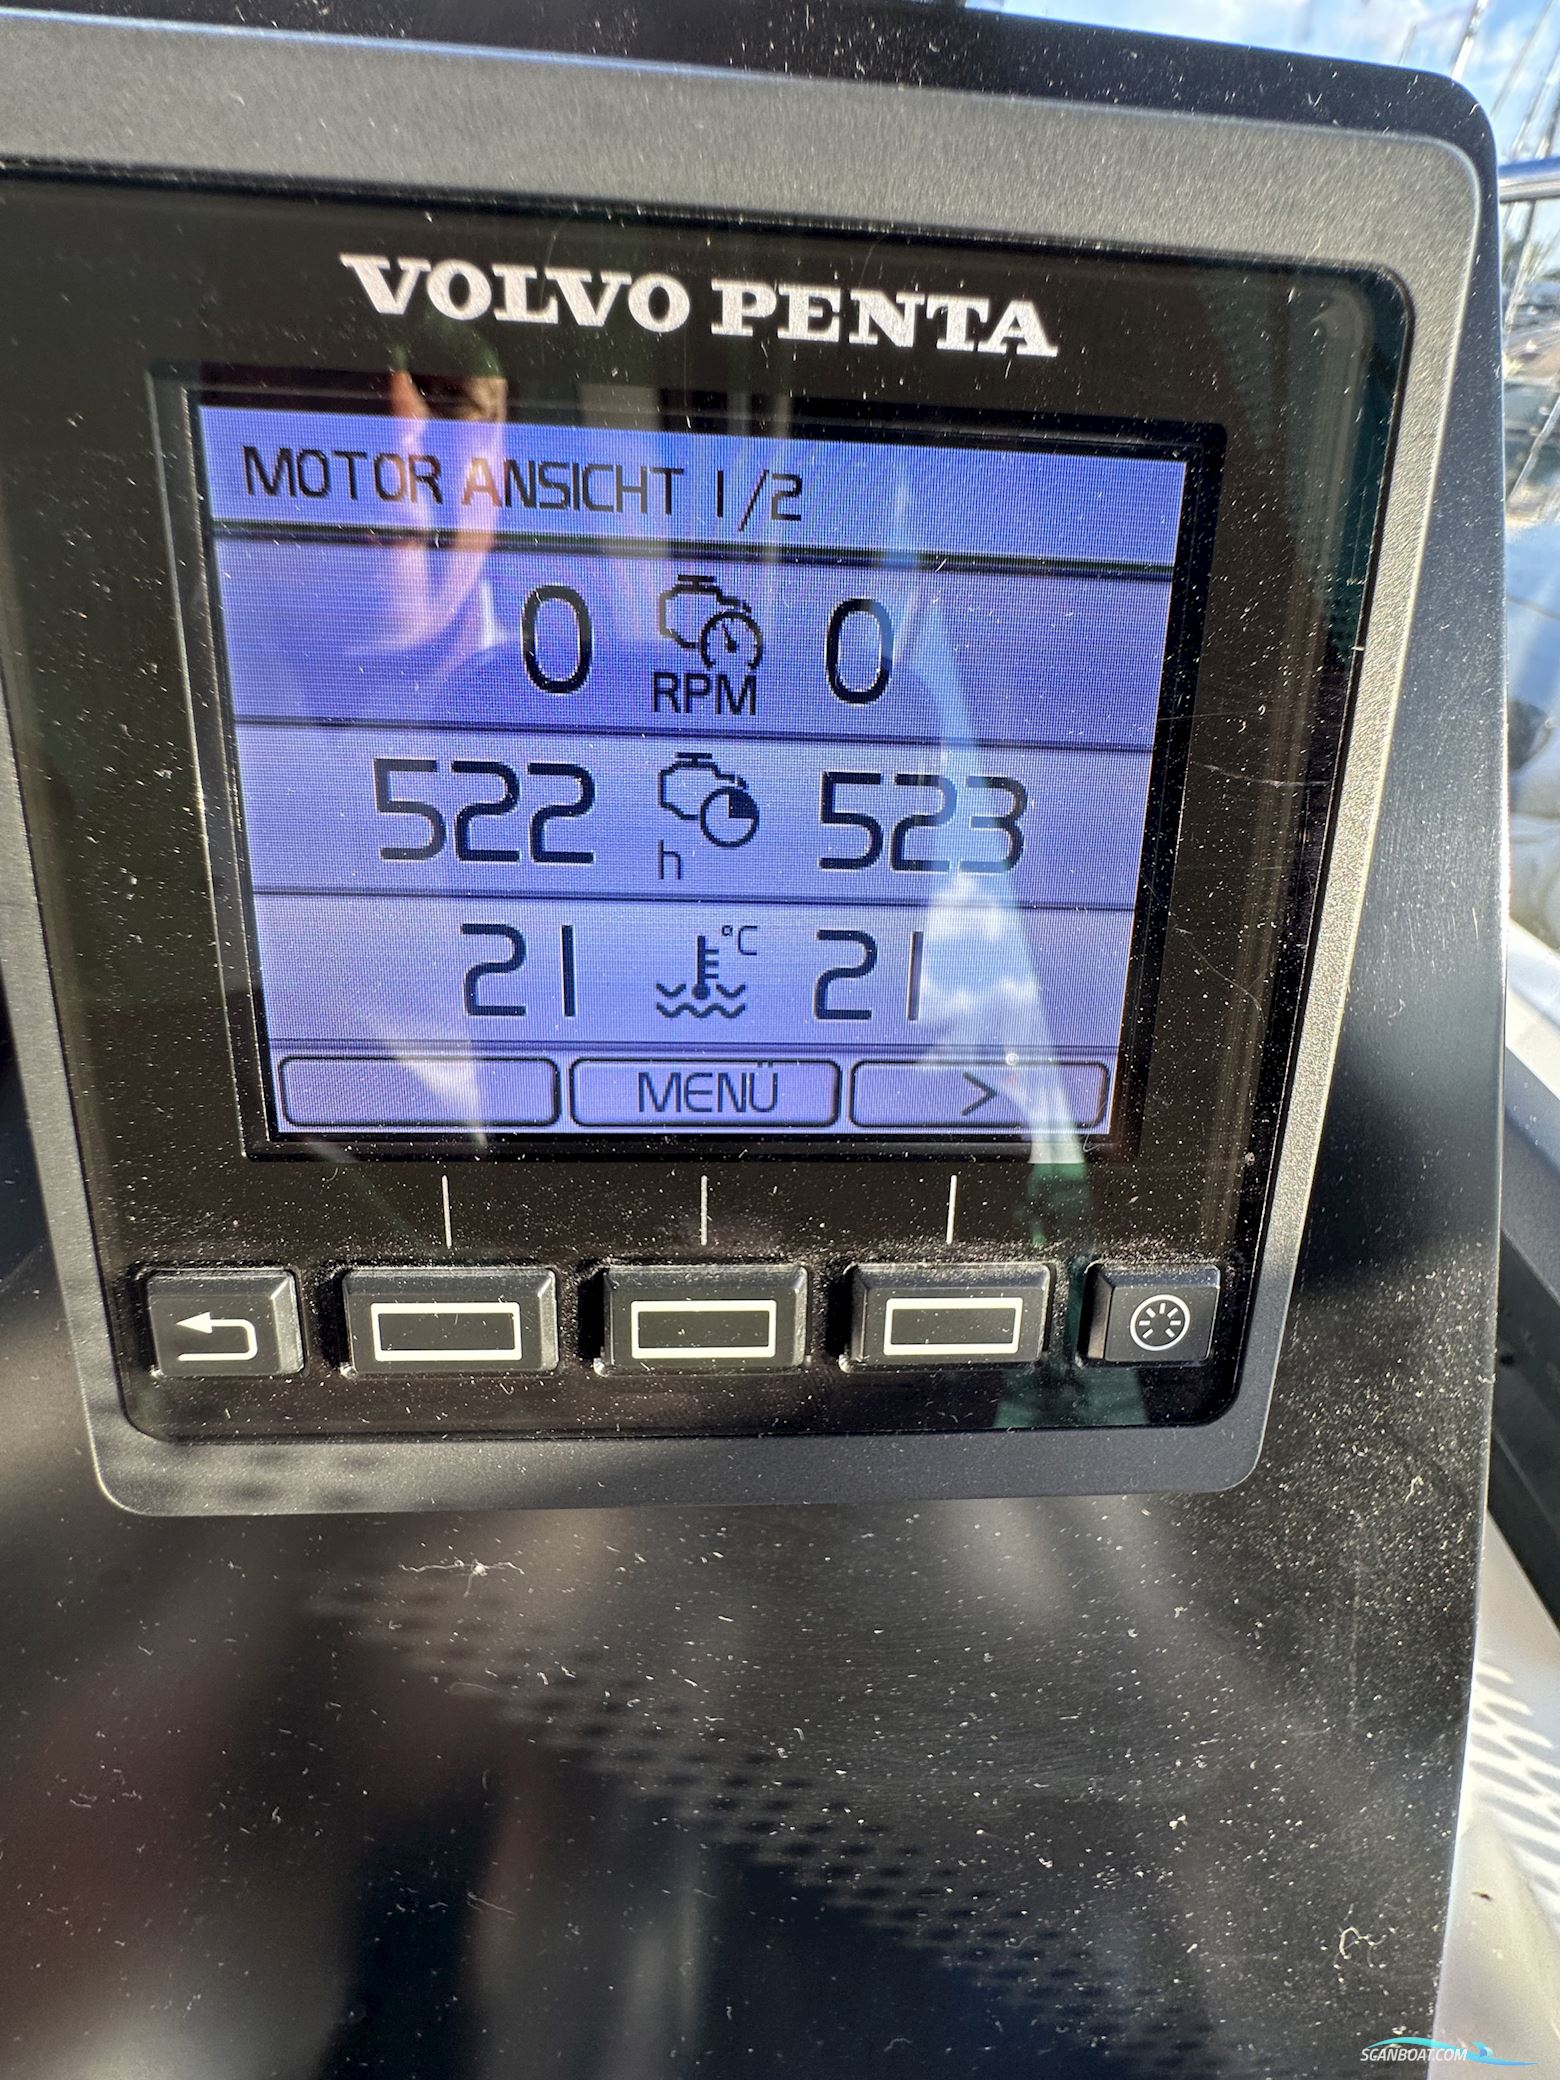 VOLVO PENTA
MOTOR ANSICHT 1/2
0 RPM 0
522 h 523
21 °C 21
MENÜ >
SCANBOAT.COM